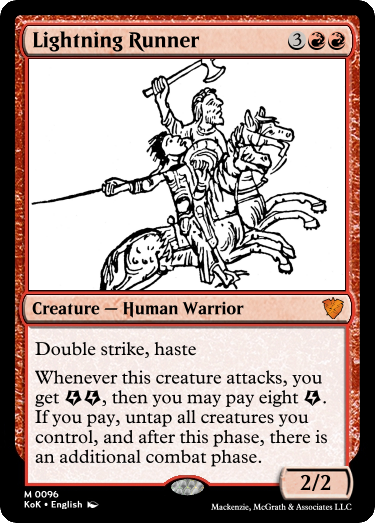 Lightning Runner 3
Creature — Human Warrior
Double strike, haste
Whenever this creature attacks, you
get , then you may pay eight .
If you pay, untap all creatures you
control, and after this phase, there is
an additional combat phase.
2/2
M 0096
KoK • English
Mackenzie, McGrath & Associates LLC